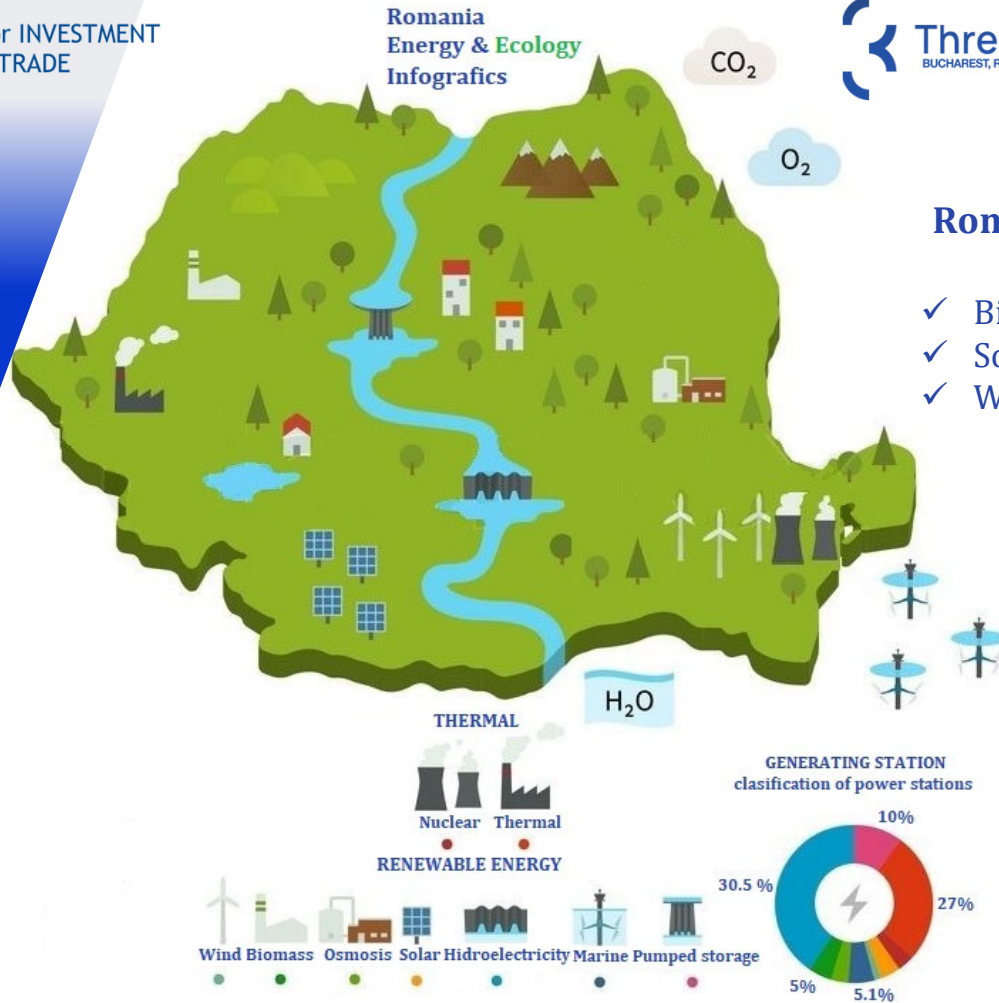 INVESTMENT
TRADE
Romania
Energy & Ecology
Infografics
CO₂
BUCHAREST,
O₂
H₂O
THERMAL
Nuclear Thermal
RENEWABLE ENERGY
Wind Biomass Osmosis Solar Hidroelectricity Marine Pumped storage
GENERATING STATION
clasification of power stations
10%
30.5 %
27%
5%
5.1%